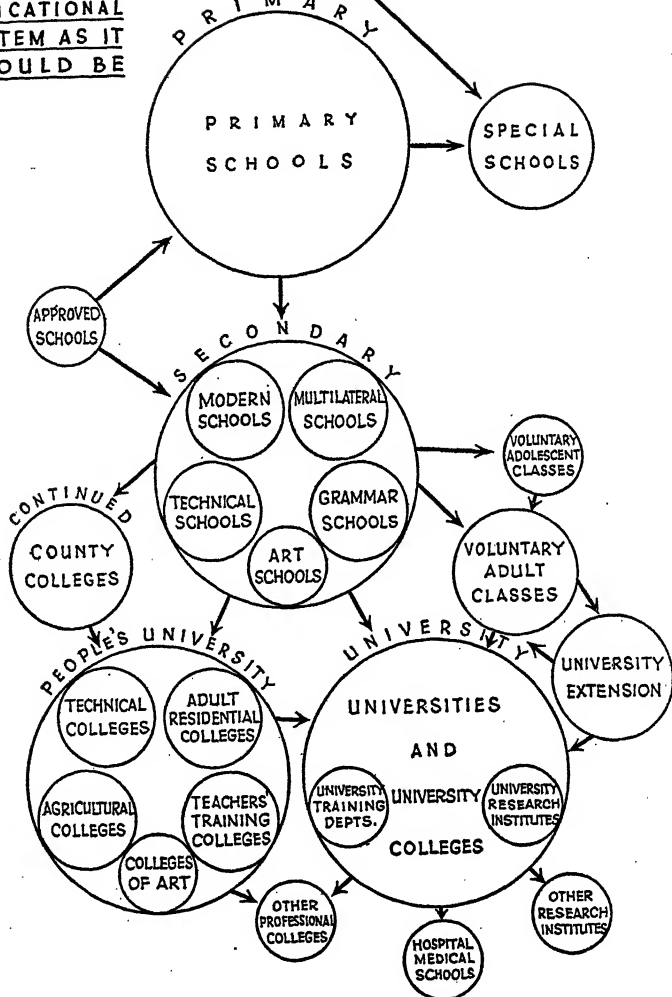 ICATIONAL
TEM AS IT
OULD BE
PRIMARY
PRIMARY
SCHOOLS
SPECIAL
SCHOOLS
APPROVED
SCHOOLS
SECONDARY
MODERN
SCHOOLS
MULTILATERAL
SCHOOLS
TECHNICAL
SCHOOLS
GRAMMAR
SCHOOLS
ART
SCHOOLS
VOLUNTARY
ADOLESCENT
CLASSES
CONTINUED
COUNTY
COLLEGES
VOLUNTARY
ADULT
CLASSES
UNIVERSITY
EXTENSION
PEOPLE'S UNIVERSITY
TECHNICAL
COLLEGES
ADULT
RESIDENTIAL
COLLEGES
AGRICULTURAL
COLLEGES
TEACHERS'
TRAINING
COLLEGES
COLLEGES
OF ART
UNIVERSITY
UNIVERSITIES
AND
UNIVERSITY
COLLEGES
UNIVERSITY
TRAINING
DEPTS.
UNIVERSITY
RESEARCH
INSTITUTES
OTHER
PROFESSIONAL
COLLEGES
HOSPITAL
MEDICAL
SCHOOLS
OTHER
RESEARCH
INSTITUTES